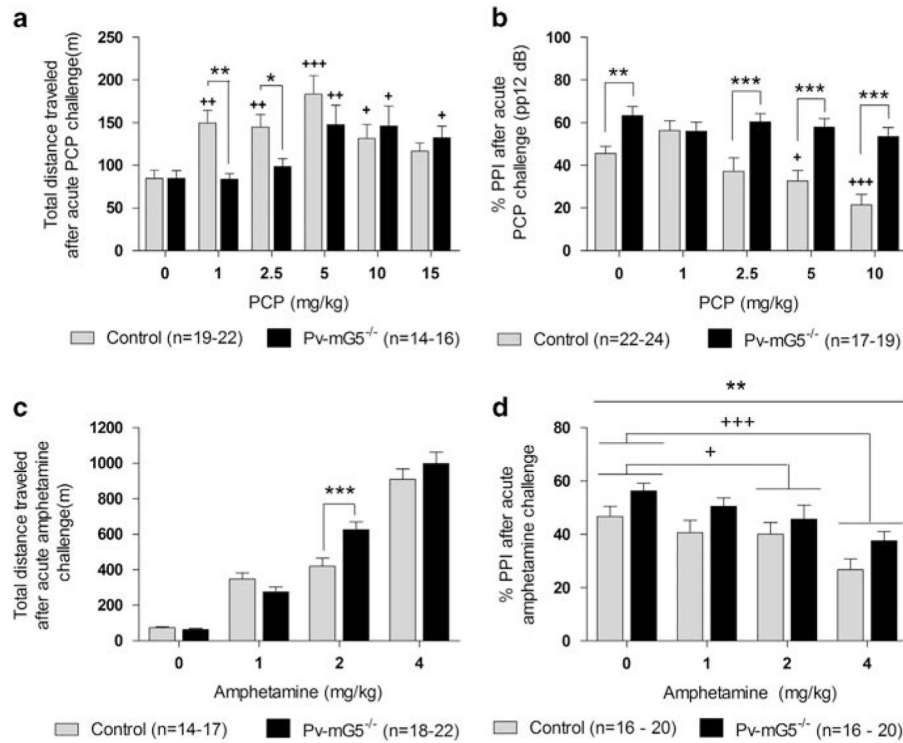 a
Total distance traveled
after acute PCP challenge(m)
250
200
150
100
50
0
**
*
+++
++
++
++
+
+
+
0 1 2.5 5 10 15
PCP (mg/kg)
Control (n=19-22) Pv-mG5-/- (n=14-16)
b
% PPI after acute
PCP challenge (pp12 dB)
100
80
60
40
20
0
**
***
***
***
+
+++
0 1 2.5 5 10
PCP (mg/kg)
Control (n=22-24) Pv-mG5-/- (n=17-19)
c
Total distance traveled
after acute amphetamine
challenge(m)
1200
1000
800
600
400
200
0
***
0 1 2 4
Amphetamine (mg/kg)
Control (n=14-17) Pv-mG5-/- (n=18-22)
d
% PPI after acute
amphetamine challenge
80
60
40
20
0
**
+++
+
0 1 2 4
Amphetamine (mg/kg)
Control (n=16 - 20) Pv-mG5-/- (n=16 - 20)